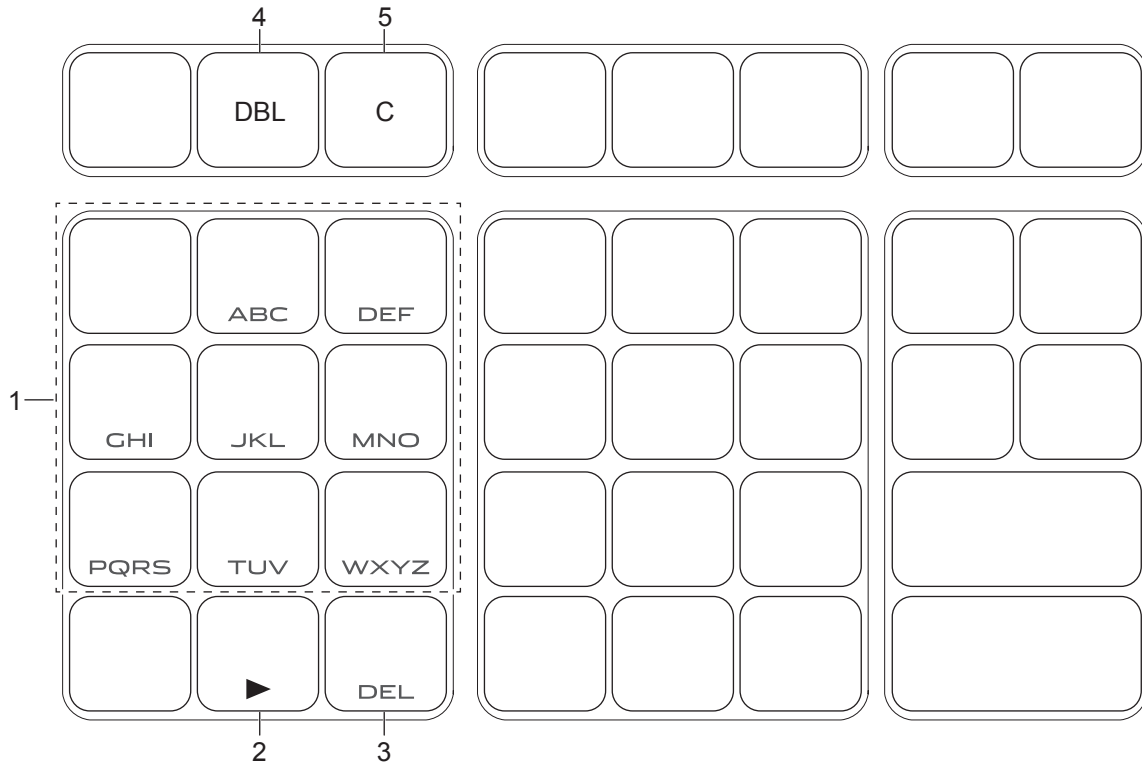 4 5
DBL C
ABC DEF
1
GHI JKL MNO
PQRS TUV WXYZ
▶ DEL
2 3